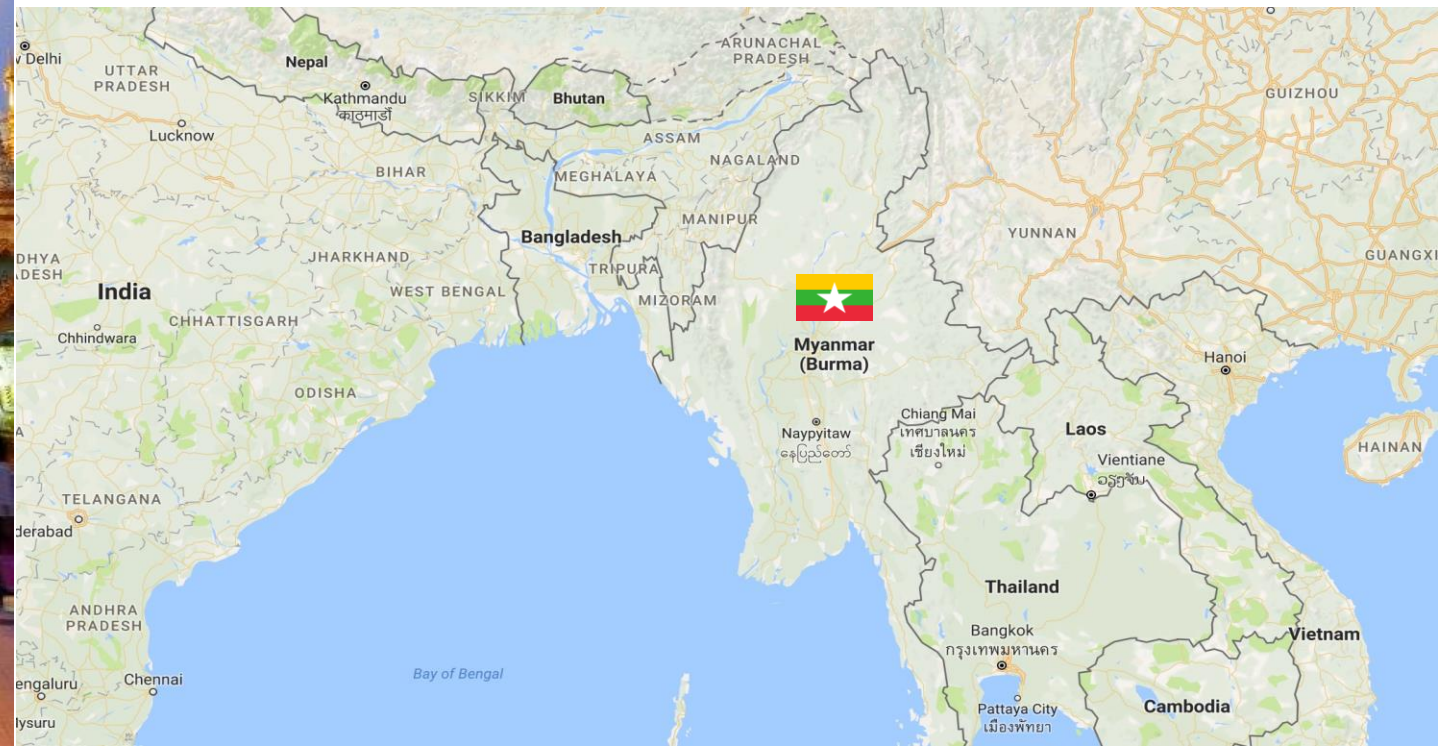 Delhi
UTTAR
PRADESH
Nepal
Kathmandu
काठमाडौं
SIKKIM
Bhutan
ARUNACHAL
PRADESH
GUIZHOU
Lucknow
ASSAM
NAGALAND
BIHAR
MEGHALAYA
MANIPUR
YUNNAN
Bangladesh
DHYA
DESH
JHARKHAND
TRIPURA
GUANGXI
India
WEST BENGAL
MIZORAM
CHHATTISGARH
Chhindwara
Myanmar
(Burma)
Hanoi
ODISHA
Chiang Mai
เทศบาลนคร
เชียงใหม่
Naypyitaw
နေပြည်တော်
Laos
HAINAN
Vientiane
ວຽງຈັນ
TELANGANA
derabad
Thailand
ANDHRA
PRADESH
Bangkok
กรุงเทพมหานคร
Vietnam
Bay of Bengal
engaluru
Chennai
Pattaya City
เมืองพัทยา
Cambodia
lysuru